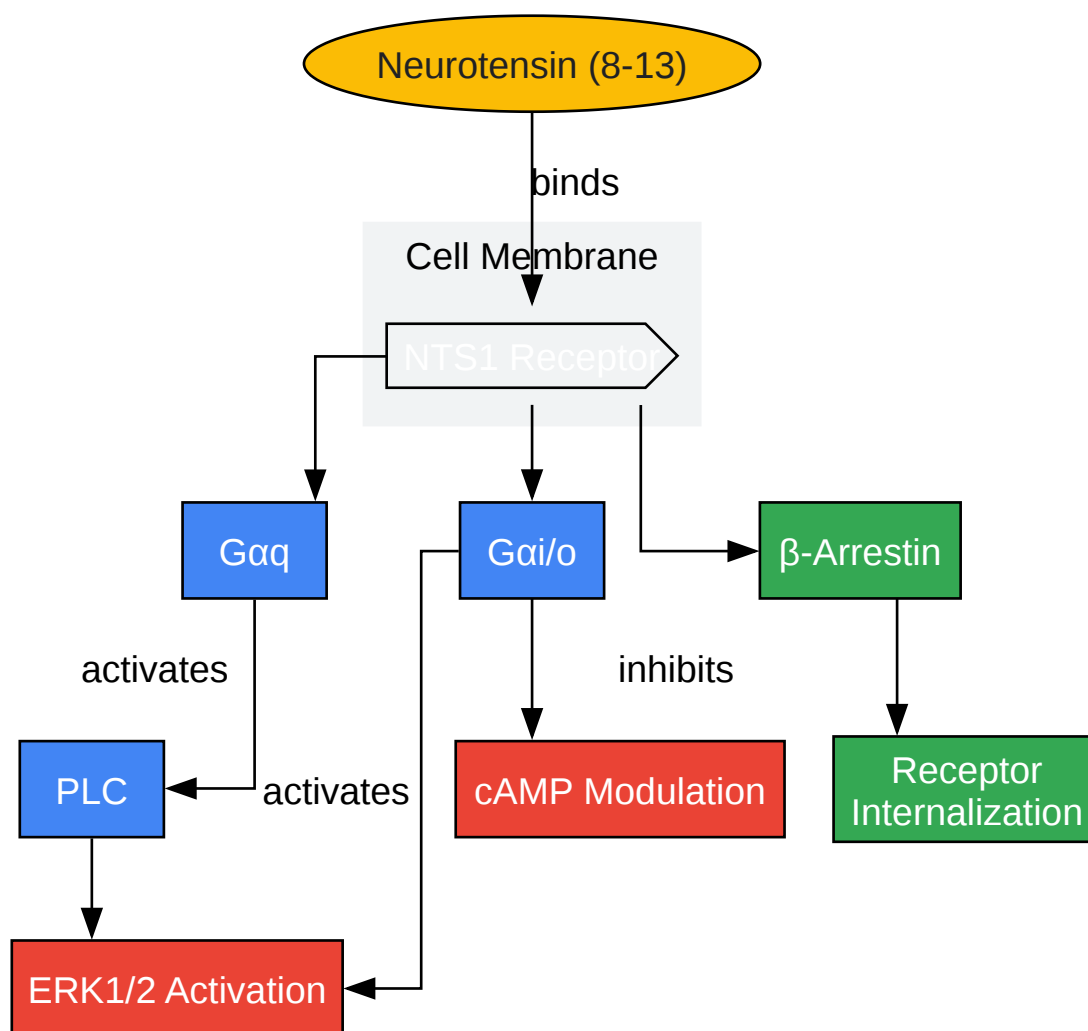 Neurotensin (8-13)
binds
Cell Membrane
NTS1 Receptor
Gαq
Gαi/o
β-Arrestin
activates
inhibits
PLC
activates
cAMP Modulation
Receptor
Internalization
ERK1/2 Activation